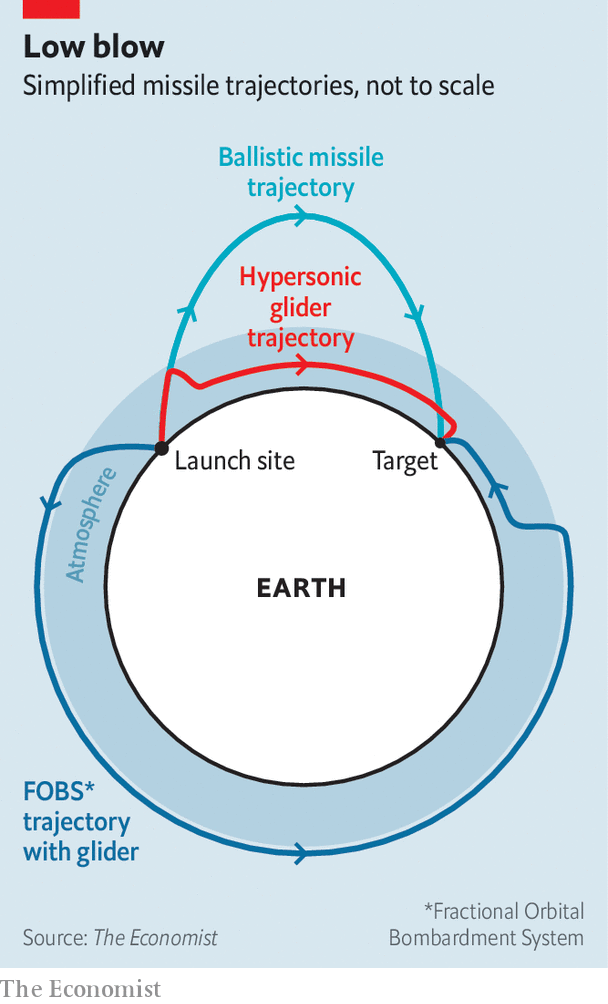 Low blow
Simplified missile trajectories, not to scale
Ballistic missile
trajectory
Hypersonic
glider
trajectory
Launch site
Target
Atmosphere
EARTH
FOBS*
trajectory
with glider
*Fractional Orbital
Bombardment System
Source: The Economist
The Economist